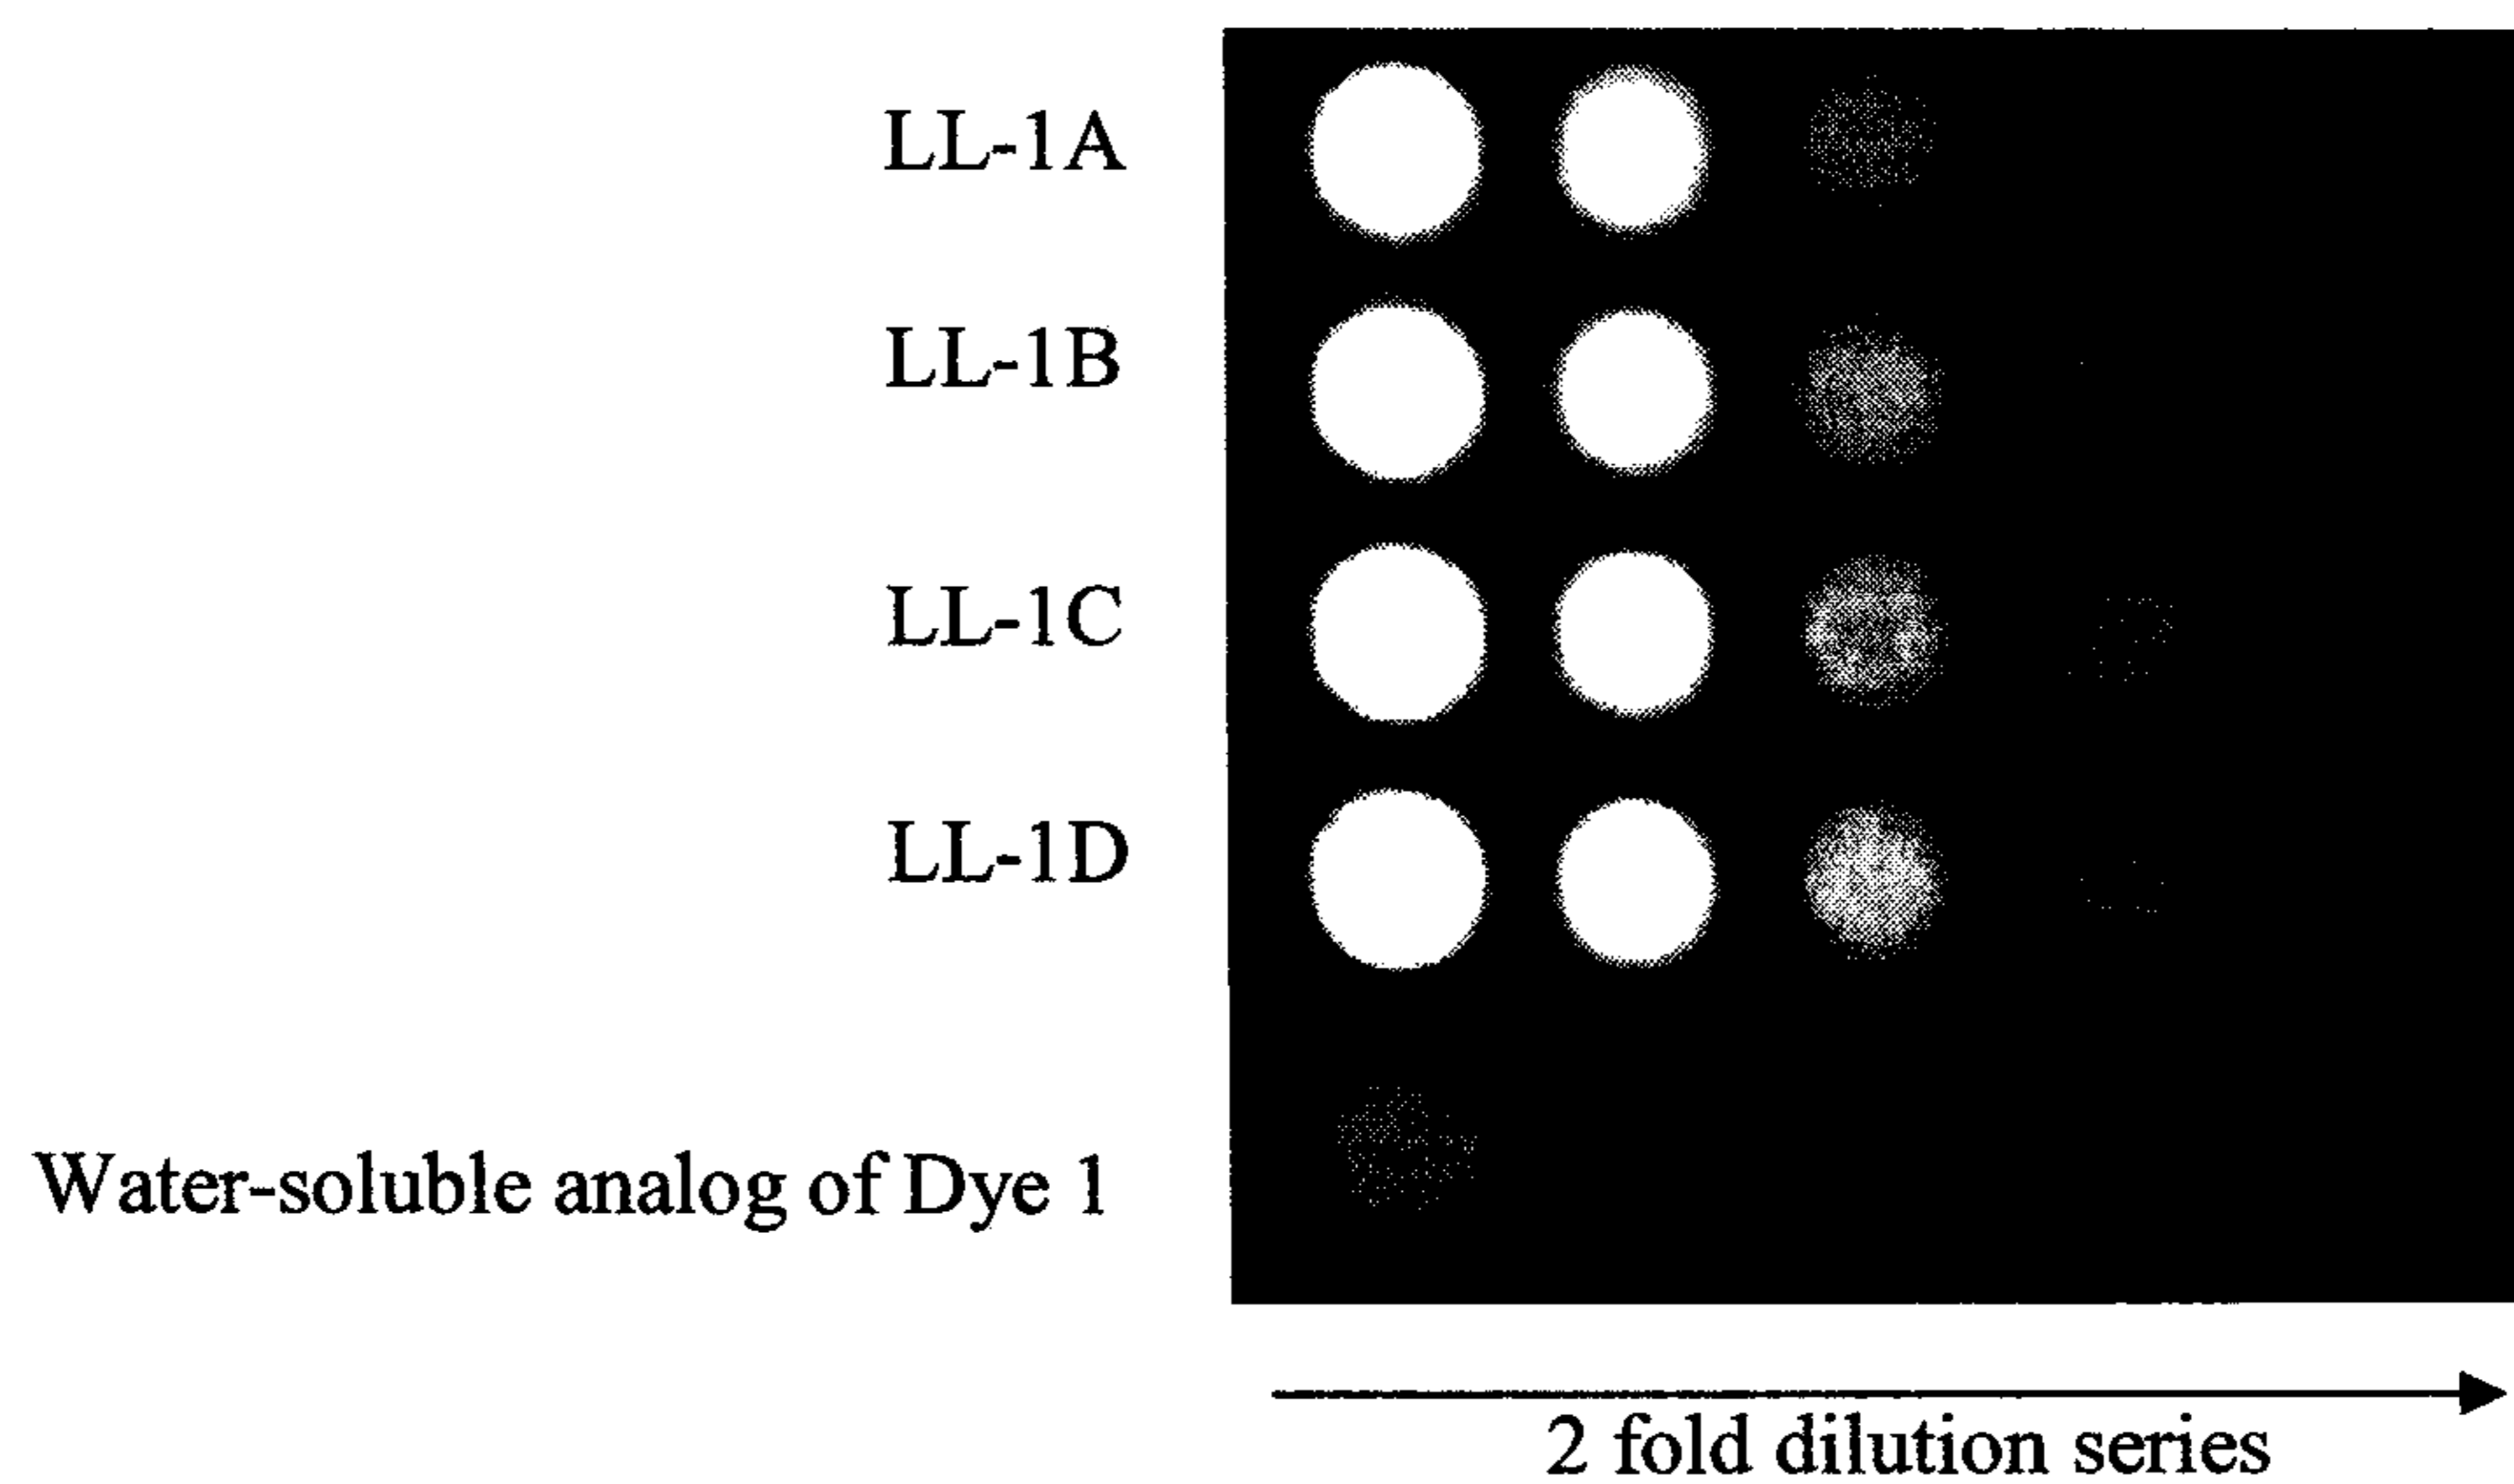 LL-1A
LL-1B
LL-1C
LL-1D
Water-soluble analog of Dye 1
2 fold dilution series